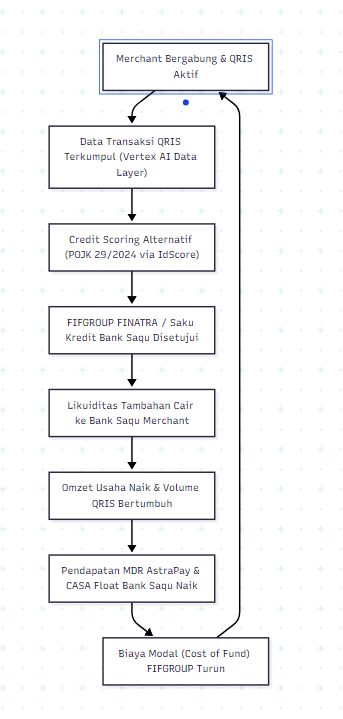 Merchant Bergabung & QRIS
Aktif
Data Transaksi QRIS
Terkumpul (Vertex AI Data
Layer)
Credit Scoring Alternatif
(POJK 29/2024 via IdScore)
FIFGROUP FINATRA / Saku
Kredit Bank Saqu Disetujui
Likuiditas Tambahan Cair
ke Bank Saqu Merchant
Omzet Usaha Naik & Volume
QRIS Bertumbuh
Pendapatan MDR AstraPay &
CASA Float Bank Saqu Naik
Biaya Modal (Cost of Fund)
FIFGROUP Turun